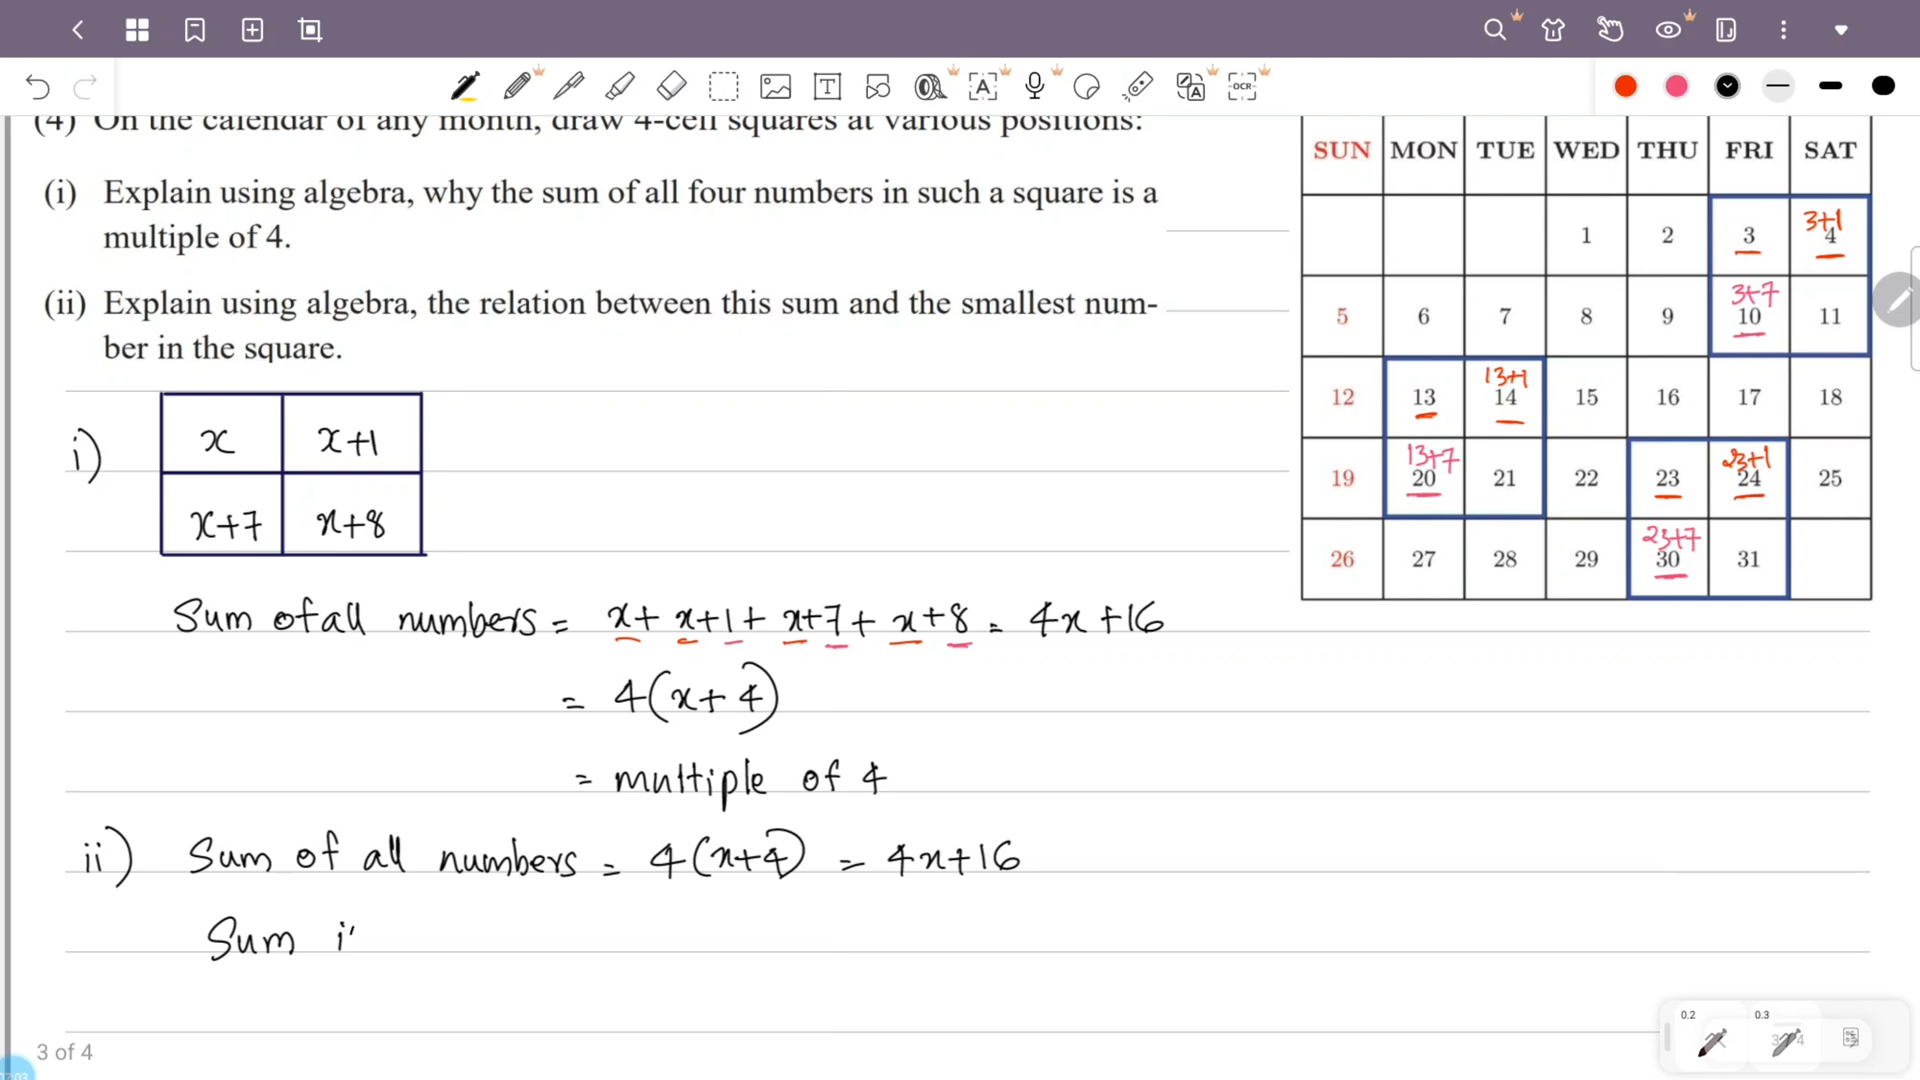 (4) On the calendar of any month, draw 4-cell squares at various positions:
(i) Explain using algebra, why the sum of all four numbers in such a square is a
multiple of 4.
(ii) Explain using algebra, the relation between this sum and the smallest num-
ber in the square.
SUN MON TUE WED THU FRI SAT
3+1
1 2 3 4
3+7
5 6 7 8 9 10 11
13+1
12 13 14 15 16 17 18
13+7 23+1
19 20 21 22 23 24 25
23+7
26 27 28 29 30 31
i)
x x+1
x+7 x+8
Sum of all numbers = x+ x+1+ x+7+ x+8 = 4x+16
= 4(x+4)
= multiple of 4
ii) Sum of all numbers = 4(x+4) = 4x+16
Sum i
3 of 4
0.2 0.3
OCR